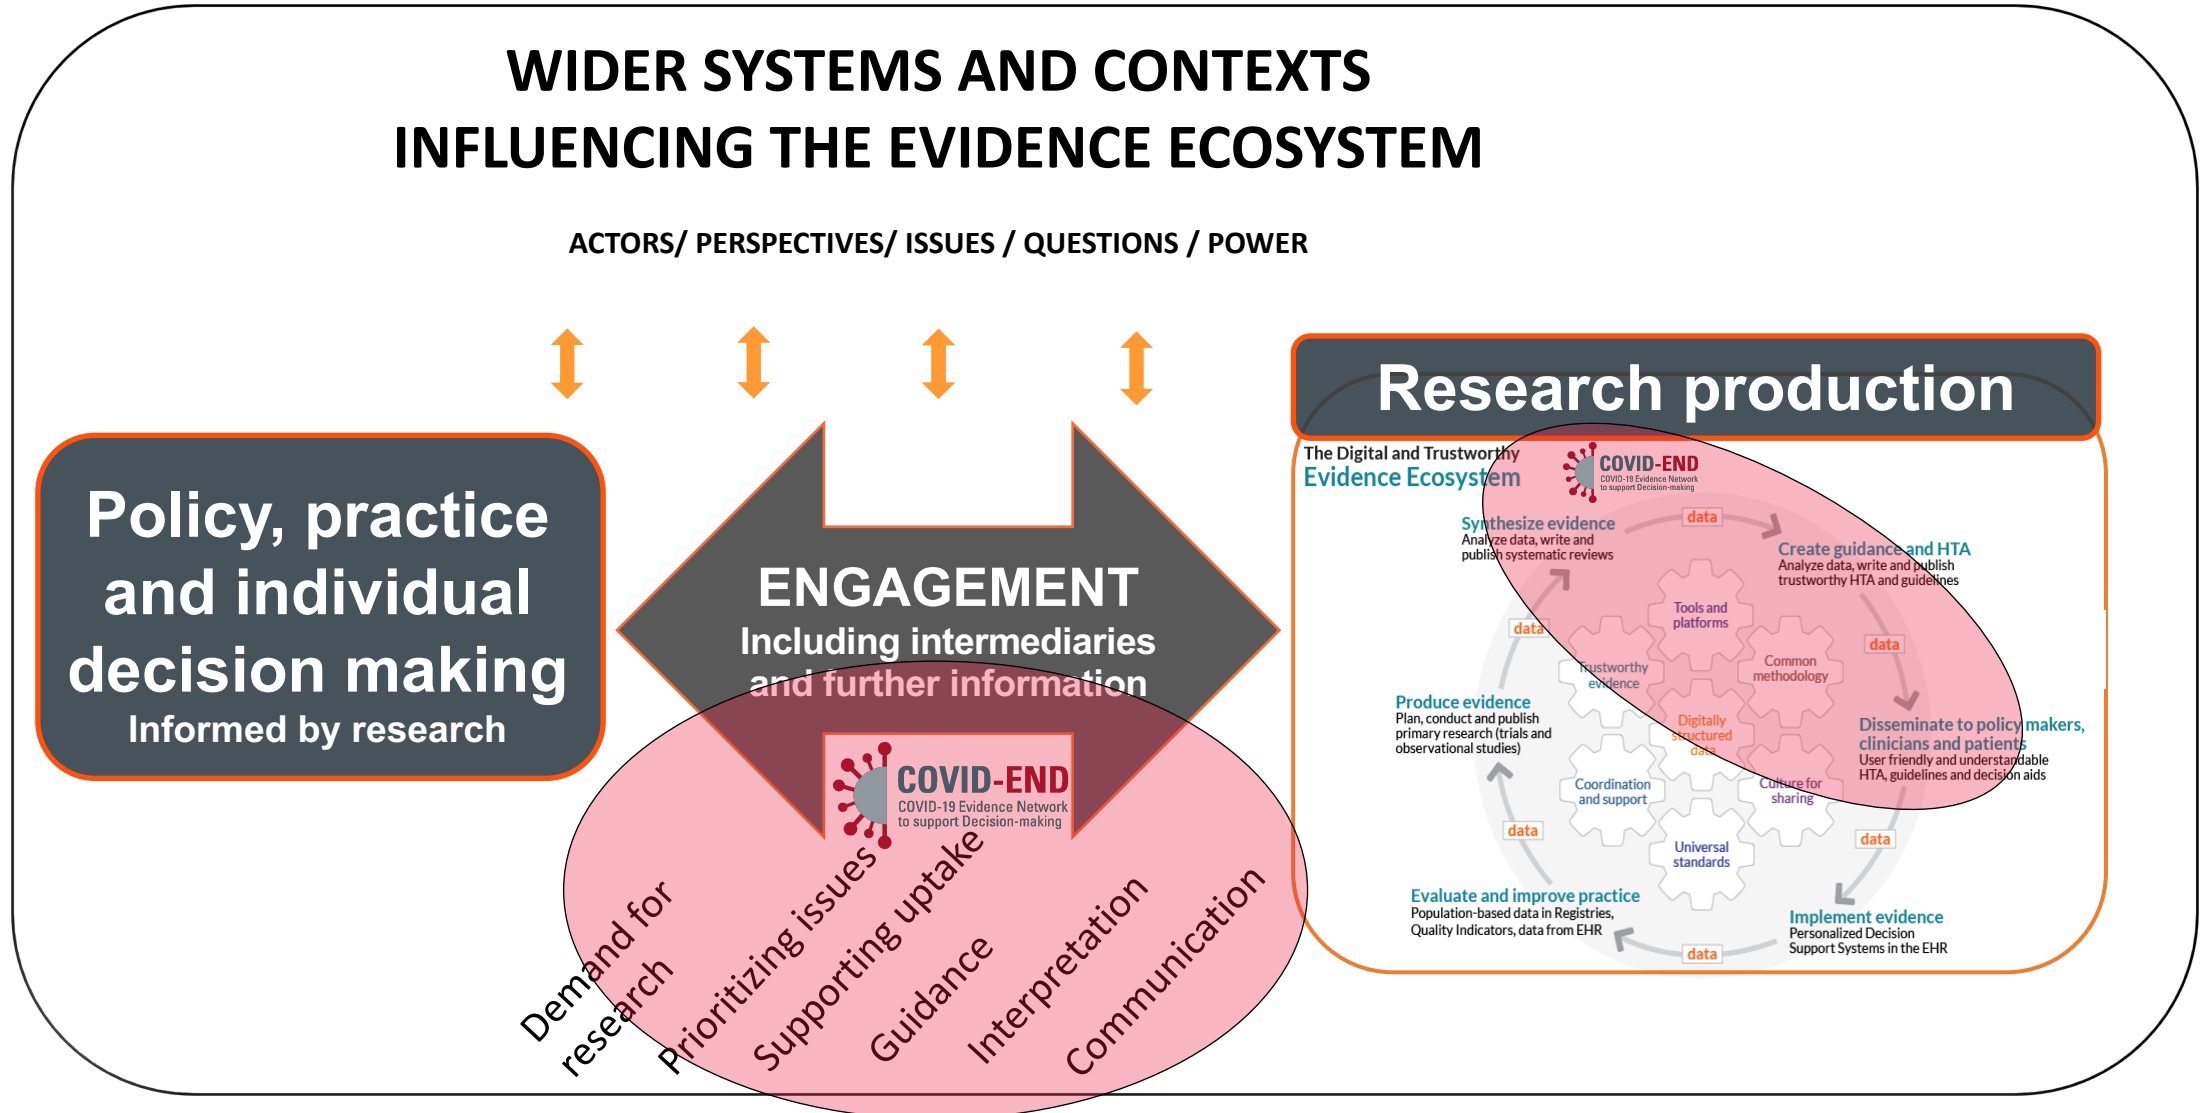 WIDER SYSTEMS AND CONTEXTS
INFLUENCING THE EVIDENCE ECOSYSTEM
ACTORS/ PERSPECTIVES/ ISSUES / QUESTIONS / POWER
Policy, practice
and individual
decision making
Informed by research
ENGAGEMENT
Including intermediaries
and further information
COVID-END
COVID-19 Evidence Network
to support Decision-making
Demand for
research
Prioritizing issues
Supporting uptake
Guidance
Interpretation
Communication
Research production
The Digital and Trustworthy
Evidence Ecosystem
COVID-END
COVID-19 Evidence Network
to support Decision-making
Synthesize evidence
Analyze data, write and
publish systematic reviews
data
Create guidance and HTA
Analyze data, write and publish
trustworthy HTA and guidelines
data
Disseminate to policy makers,
clinicians and patients
User friendly and understandable
HTA, guidelines and decision aids
data
Implement evidence
Personalized Decision
Support Systems in the EHR
data
Evaluate and improve practice
Population-based data in Registries,
Quality Indicators, data from EHR
data
Produce evidence
Plan, conduct and publish
primary research (trials and
observational studies)
data
Tools and
platforms
Trustworthy
evidence
Common
methodology
Digitally
structured
data
Coordination
and support
Culture for
sharing
Universal
standards